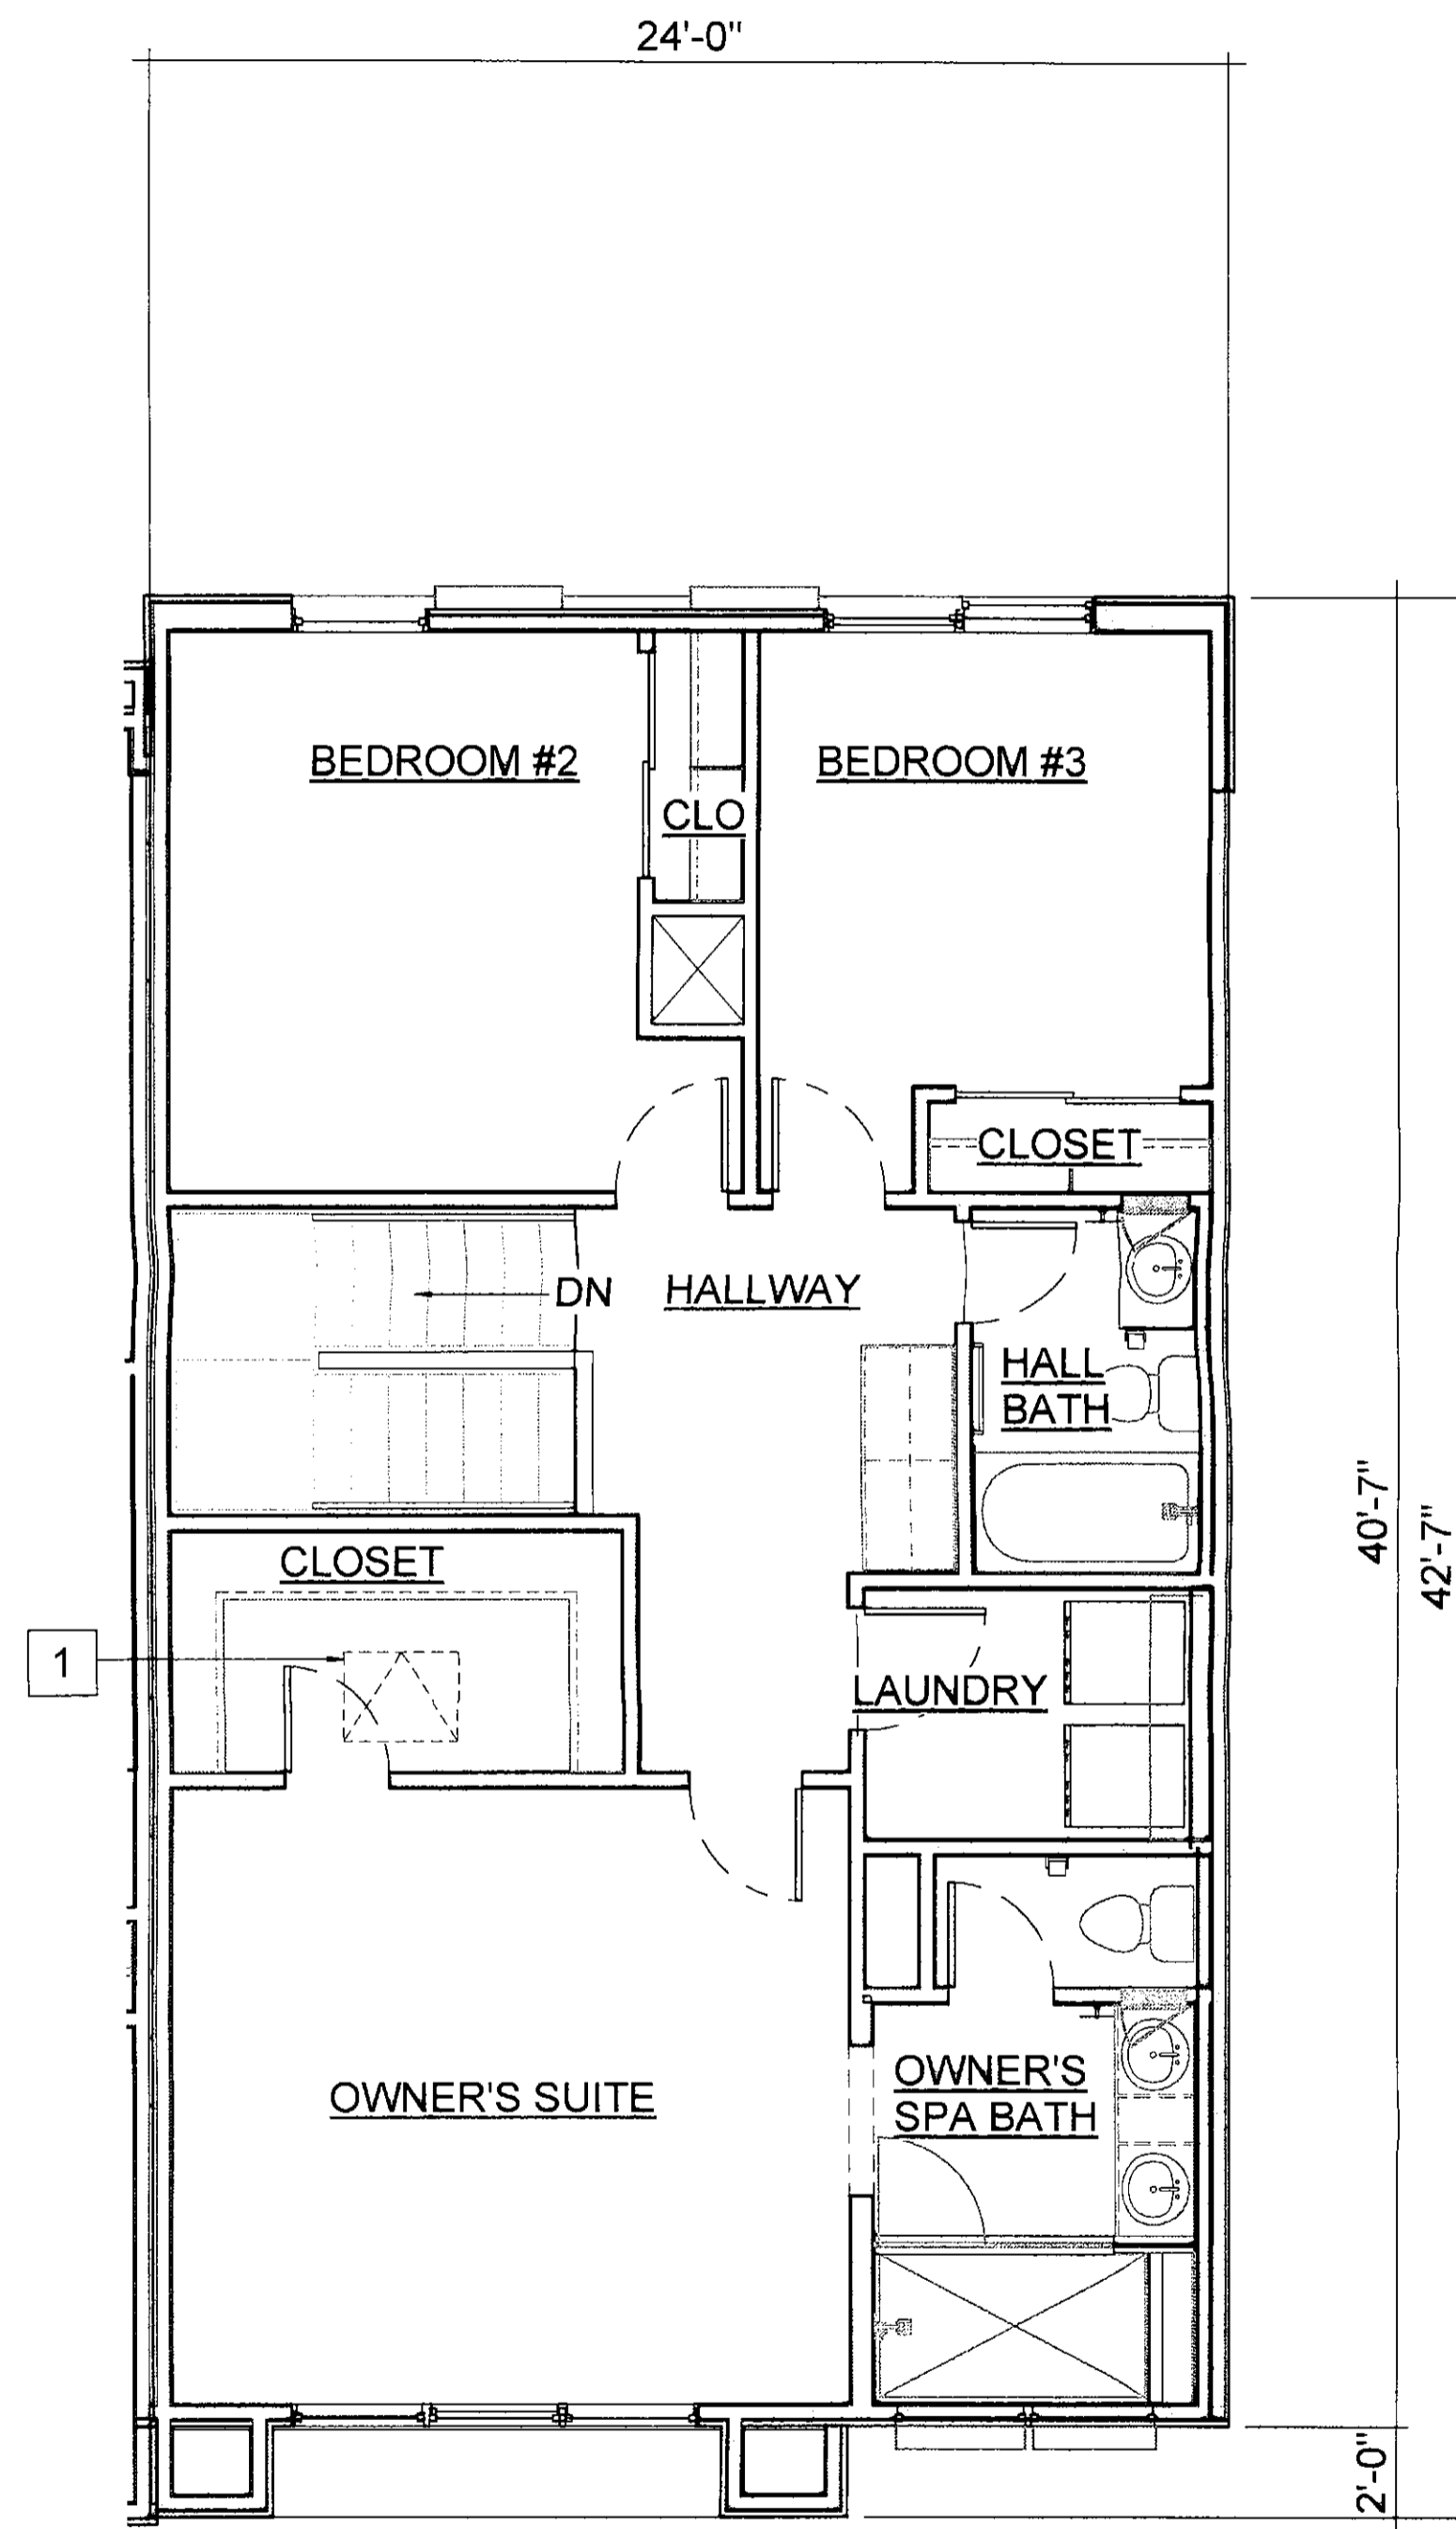 24'-0"
BEDROOM #2
BEDROOM #3
CLO
CLOSET
DN
HALLWAY
HALL
BATH
40'-7"
42'-7"
CLOSET
1
LAUNDRY
OWNER'S SUITE
OWNER'S
SPA BATH
2'-0"